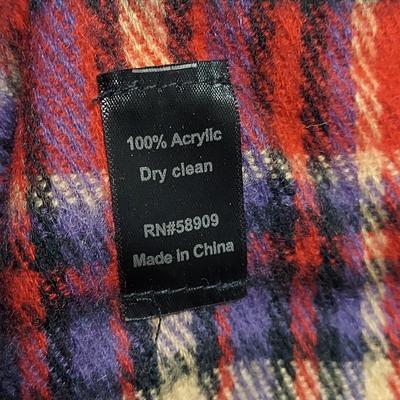 100% Acrylic
Dry clean
RN#58909
Made in China